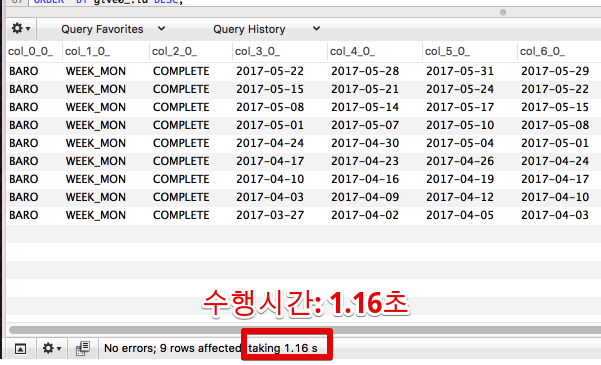 Query Favorites Query History
col_0_0_ col_1_0_ col_2_0_ col_3_0_ col_4_0_ col_5_0_ col_6_0_
BARO WEEK_MON COMPLETE 2017-05-22 2017-05-28 2017-05-31 2017-05-29
BARO WEEK_MON COMPLETE 2017-05-15 2017-05-21 2017-05-24 2017-05-22
BARO WEEK_MON COMPLETE 2017-05-08 2017-05-14 2017-05-17 2017-05-15
BARO WEEK_MON COMPLETE 2017-05-01 2017-05-07 2017-05-10 2017-05-08
BARO WEEK_MON COMPLETE 2017-04-24 2017-04-30 2017-05-04 2017-05-01
BARO WEEK_MON COMPLETE 2017-04-17 2017-04-23 2017-04-26 2017-04-24
BARO WEEK_MON COMPLETE 2017-04-10 2017-04-16 2017-04-19 2017-04-17
BARO WEEK_MON COMPLETE 2017-04-03 2017-04-09 2017-04-12 2017-04-10
BARO WEEK_MON COMPLETE 2017-03-27 2017-04-02 2017-04-05 2017-04-03
수행시간: 1.16초
No errors; 9 rows affected, taking 1.16 s